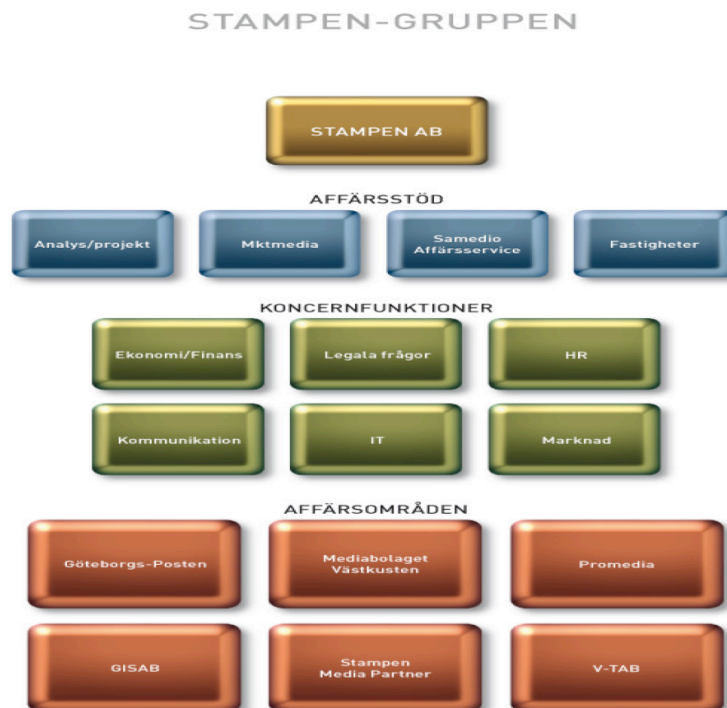 STAMPEN-GRUPPEN
STAMPEN AB
AFFÄRSSTÖD
Analys/projekt
Mktmedia
Samedio
Affärsservice
Fastigheter
KONCERNFUNKTIONER
Ekonomi/Finans
Legala frågor
HR
Kommunikation
IT
Marknad
AFFÄRSOMRÅDEN
Göteborgs-Posten
Mediabolaget
Västkusten
Promedia
GISAB
Stampen
Media Partner
V-TAB